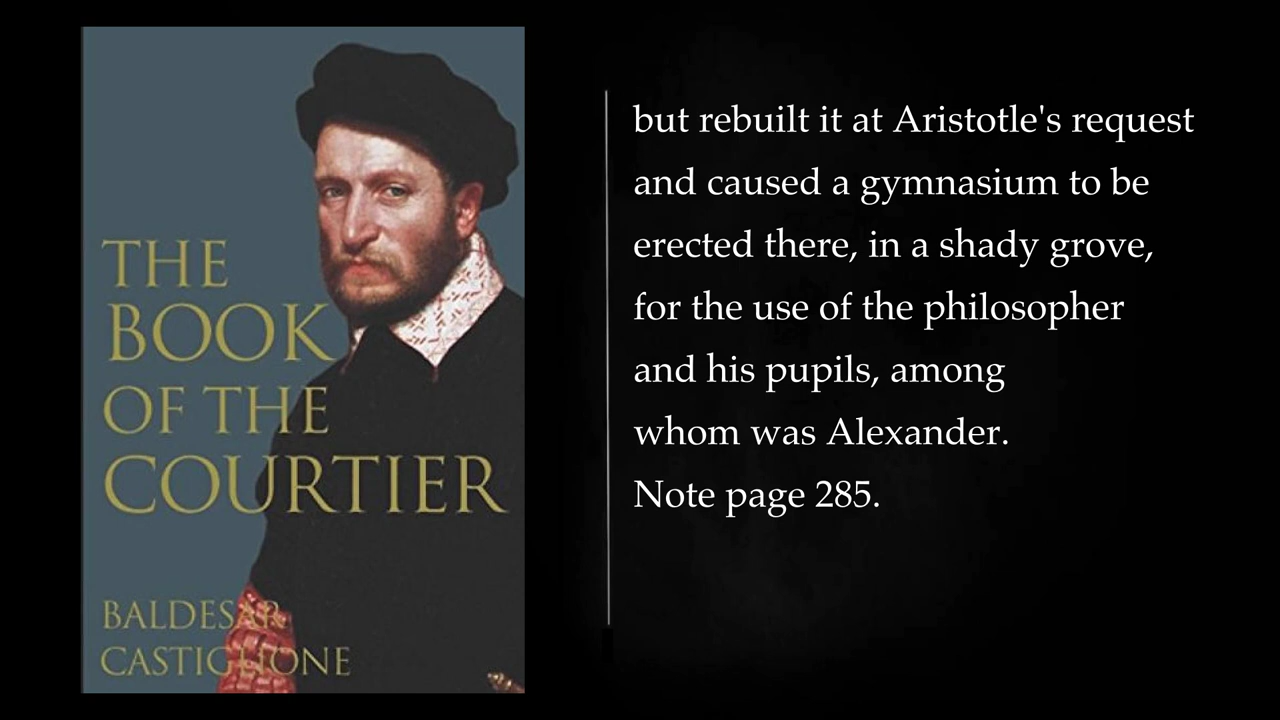 THE
BOOK
OF THE
COURTIER
BALDESAR
CASTIGLIONE
but rebuilt it at Aristotle's request
and caused a gymnasium to be
erected there, in a shady grove,
for the use of the philosopher
and his pupils, among
whom was Alexander.
Note page 285.